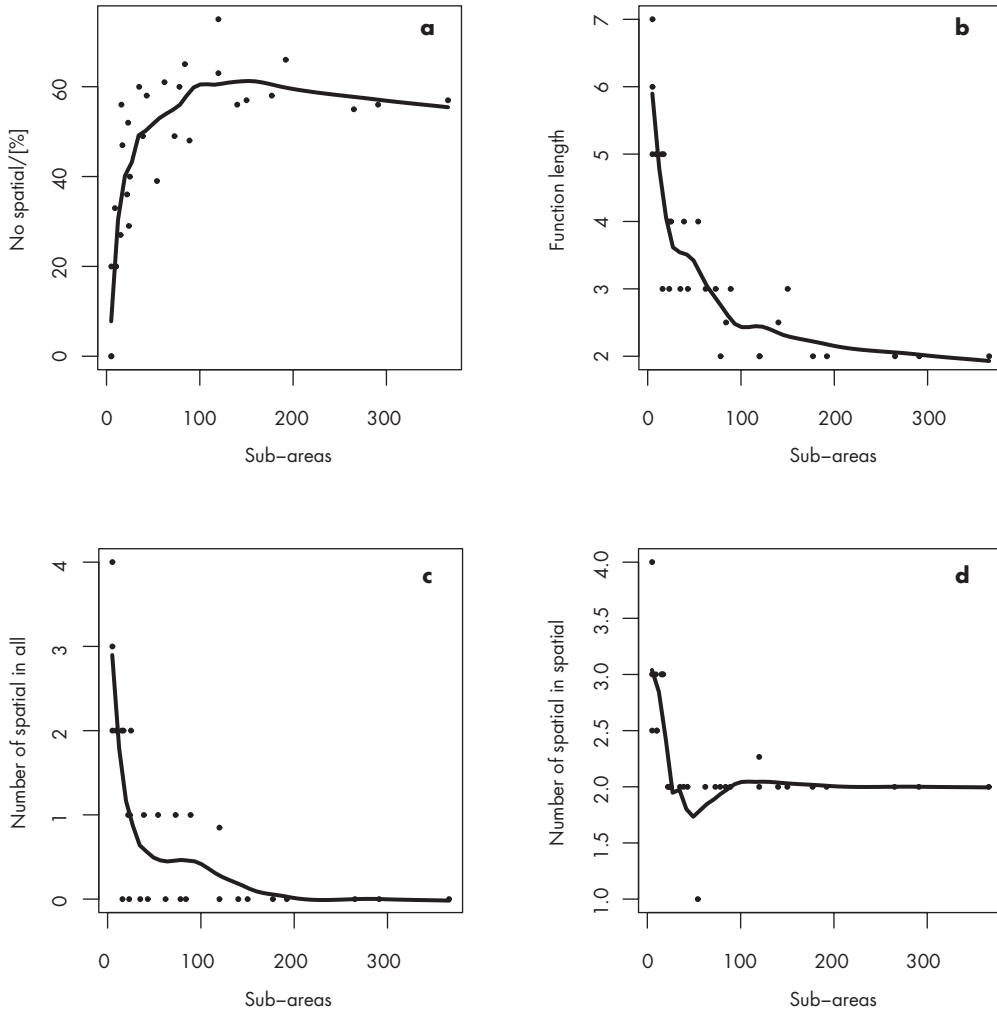 a
No spatial/[%]
60
40
20
0
0 100 200 300
Sub-areas
b
Function length
7
6
5
4
3
2
0 100 200 300
Sub-areas
c
Number of spatial in all
4
3
2
1
0
0 100 200 300
Sub-areas
d
Number of spatial in spatial
4.0
3.5
3.0
2.5
2.0
1.5
1.0
0 100 200 300
Sub-areas